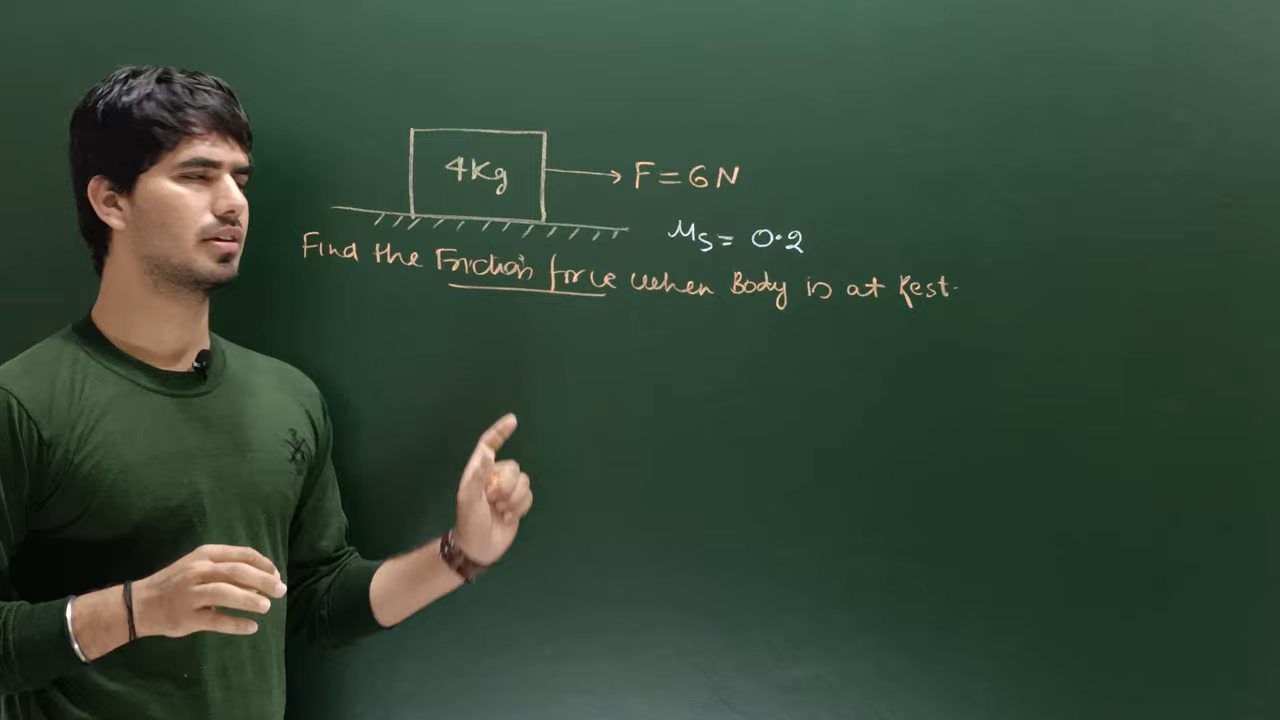 4Kg
F=6N
μs= 0.2
Find the Friction force when Body is at Rest.